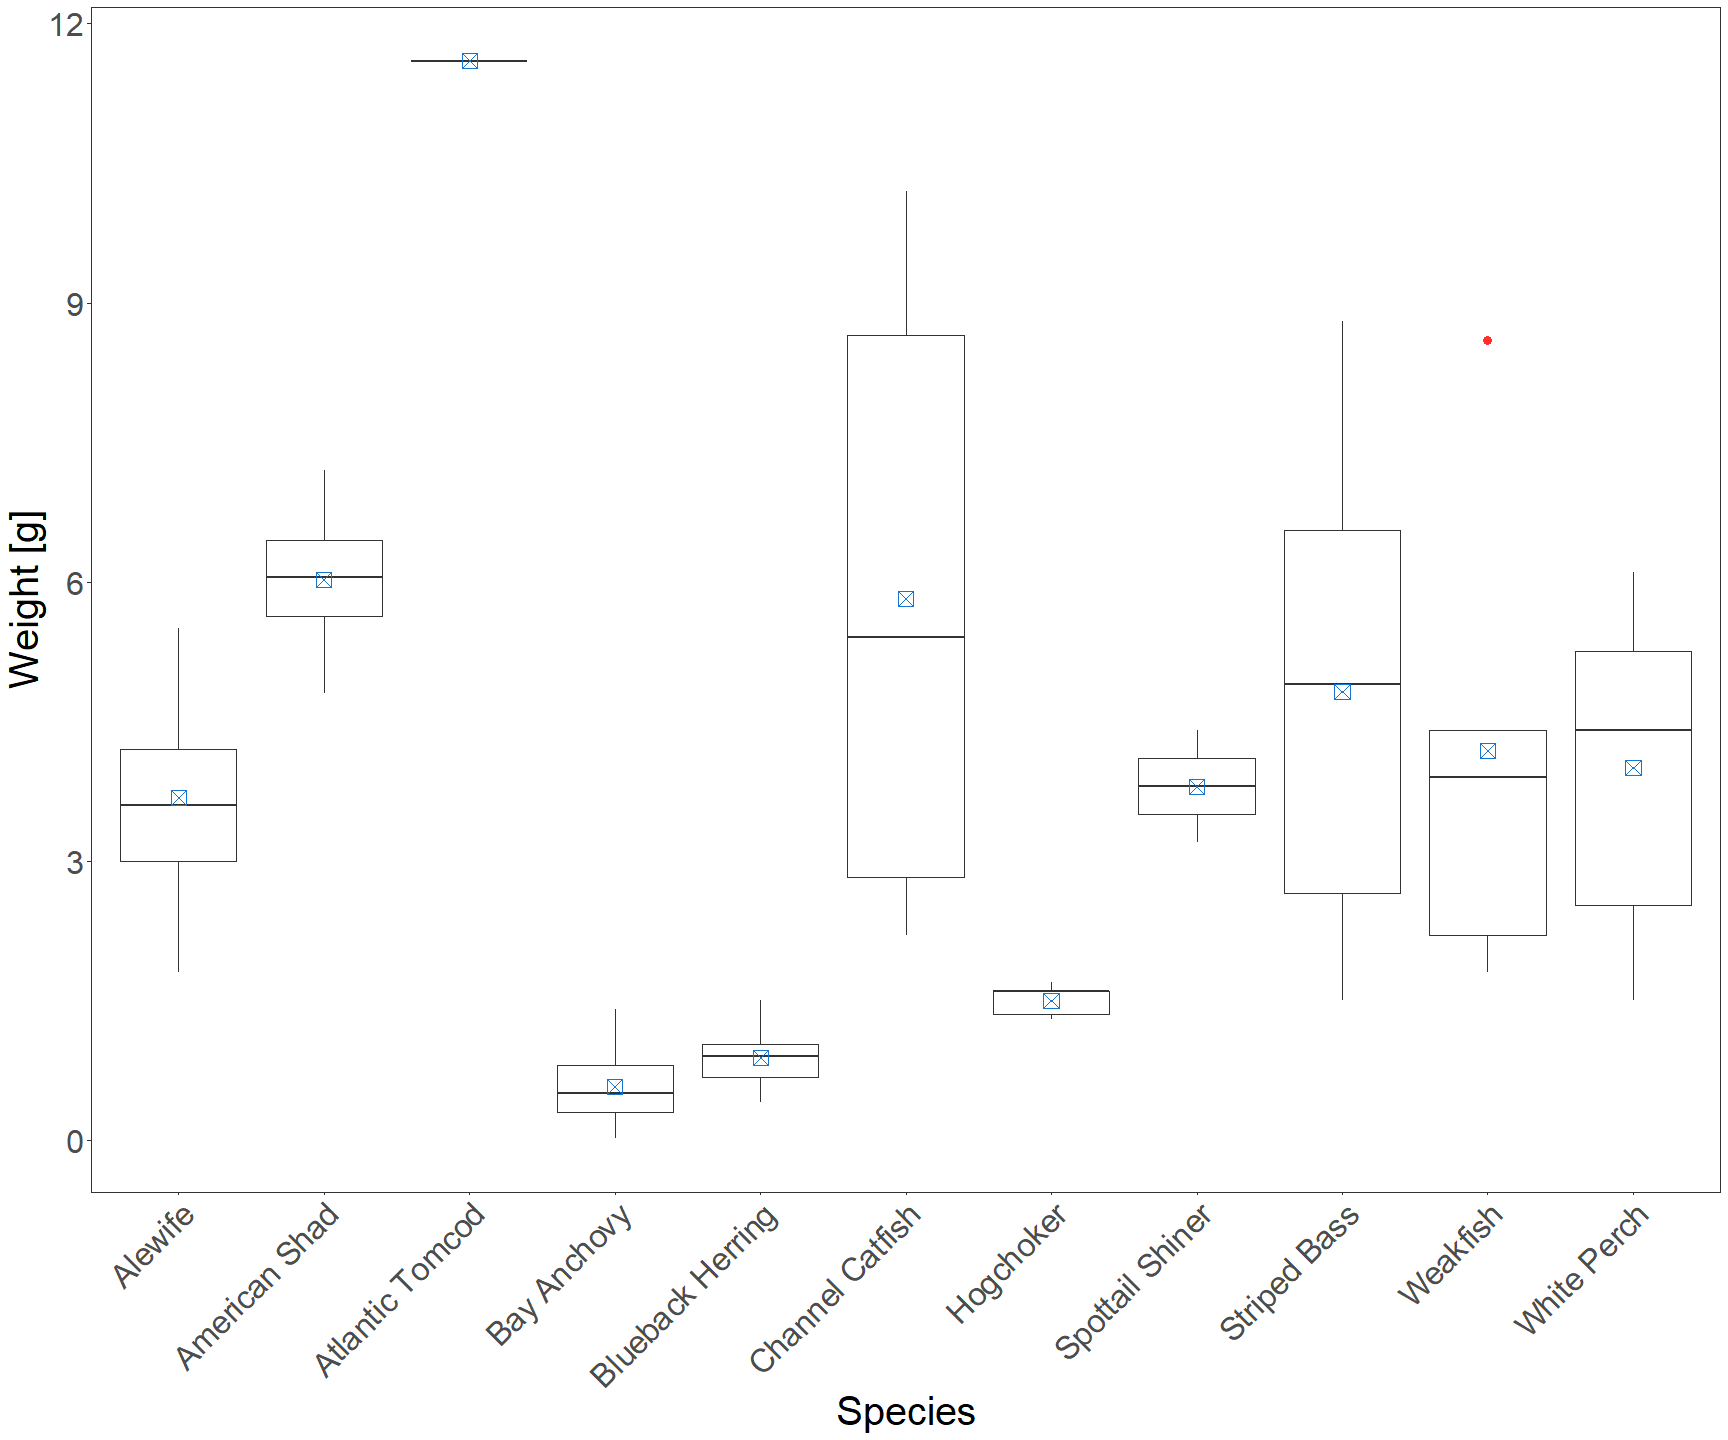 12
9
6
3
0
Weight [g]
Alewife
American Shad
Atlantic Tomcod
Bay Anchovy
Blueback Herring
Channel Catfish
Hogchoker
Spottail Shiner
Striped Bass
Weakfish
White Perch
Species